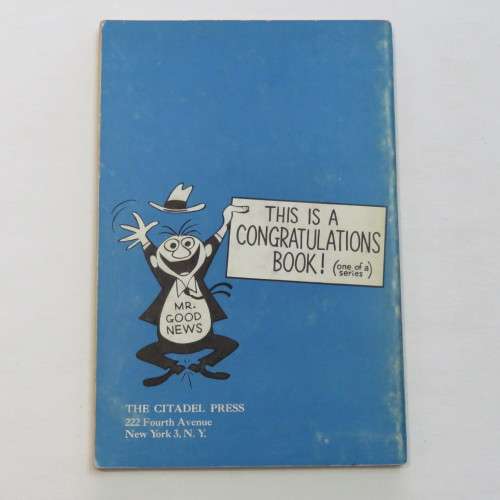 THIS IS A
CONGRATULATIONS
BOOK! (one of a series)
MR.
GOOD
NEWS
THE CITADEL PRESS
222 Fourth Avenue
New York 3, N. Y.